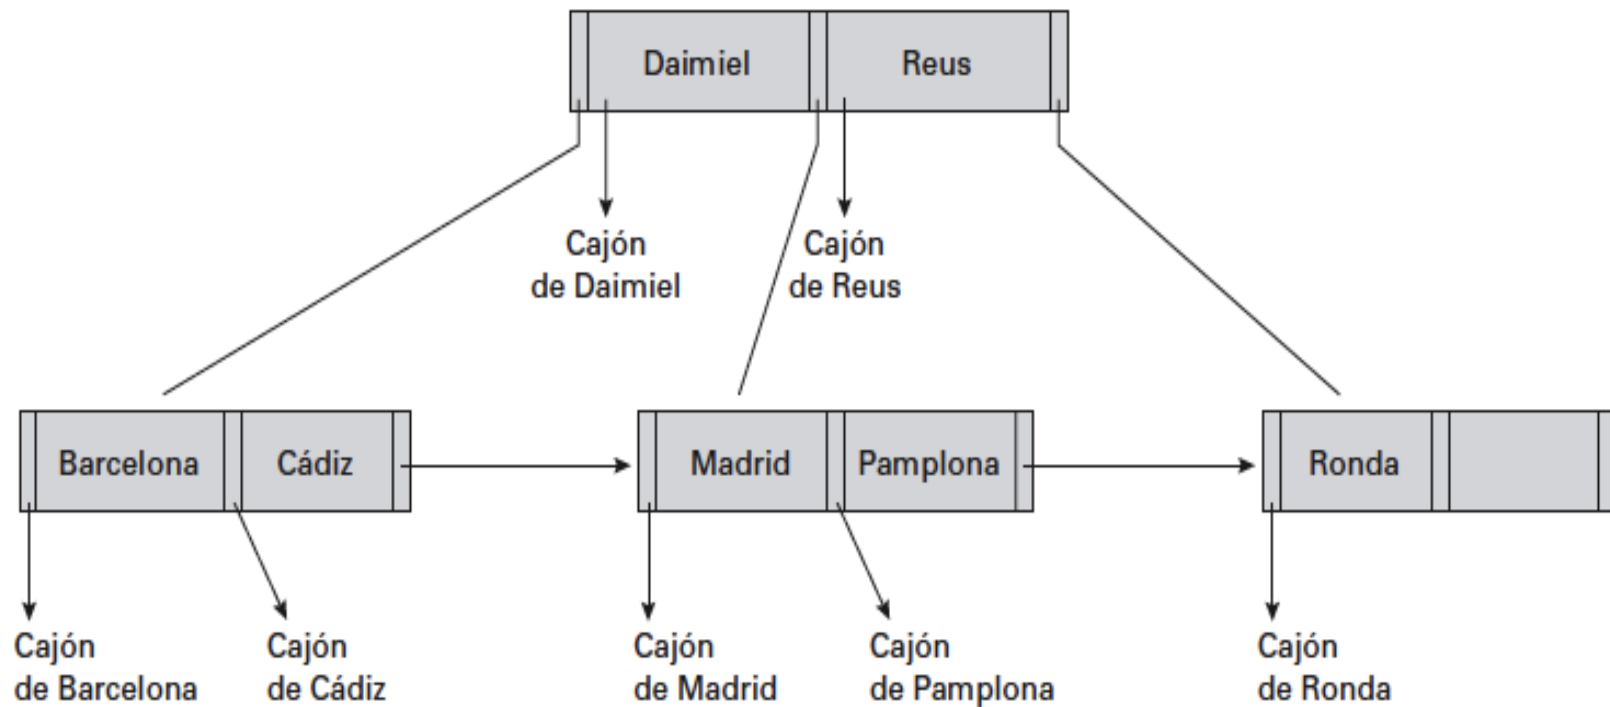 Daimiel
Reus
Cajón
de Daimiel
Cajón
de Reus
Barcelona
Cádiz
Madrid
Pamplona
Ronda
Cajón
de Barcelona
Cajón
de Cádiz
Cajón
de Madrid
Cajón
de Pamplona
Cajón
de Ronda